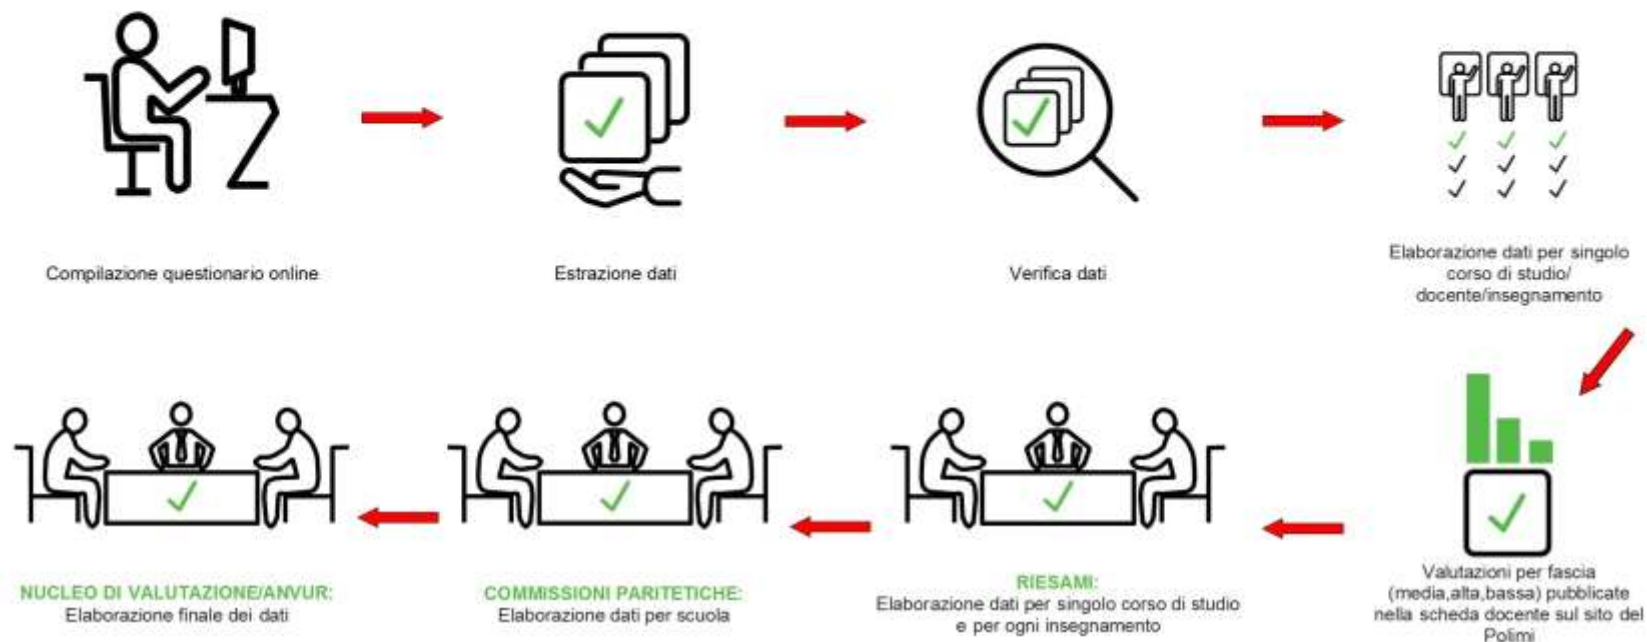 Compilazione questionario online
Estrazione dati
Verifica dati
Elaborazione dati per singolo
corso di studio/
docente/insegnamento
Valutazioni per fascia
(media,alta,bassa) pubblicate
nella scheda docente sul sito del
Polimi
RIESAMI:
Elaborazione dati per singolo corso di studio
e per ogni insegnamento
COMMISSIONI PARITETICHE:
Elaborazione dati per scuola
NUCLEO DI VALUTAZIONE/ANVUR:
Elaborazione finale dei dati